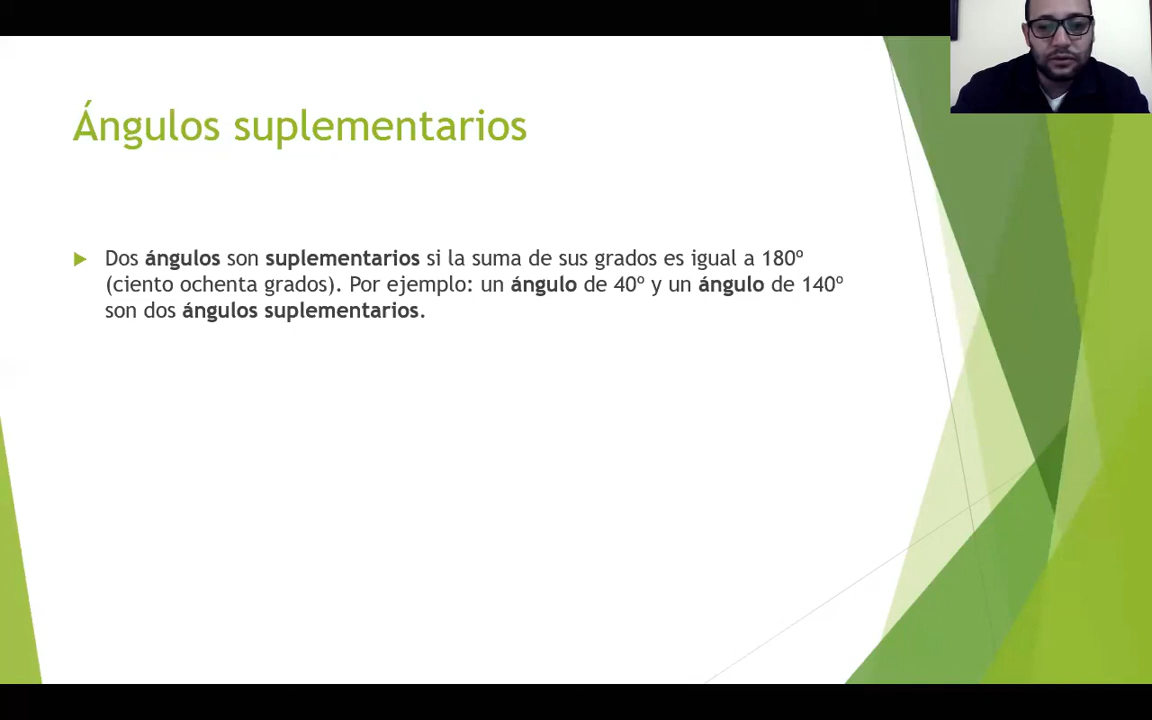 Ángulos suplementarios
Dos ángulos son suplementarios si la suma de sus grados es igual a 180º
(ciento ochenta grados). Por ejemplo: un ángulo de 40º y un ángulo de 140º
son dos ángulos suplementarios.